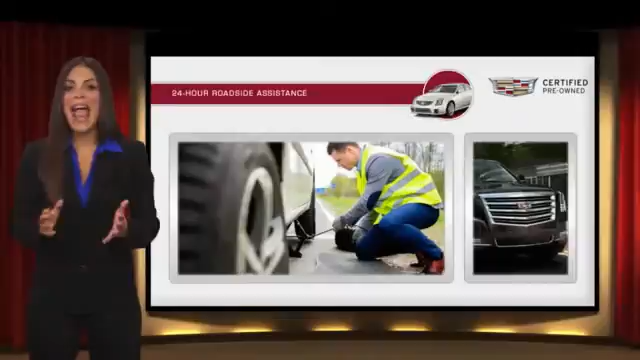 24-HOUR ROADSIDE ASSISTANCE
CERTIFIED
PRE-OWNED